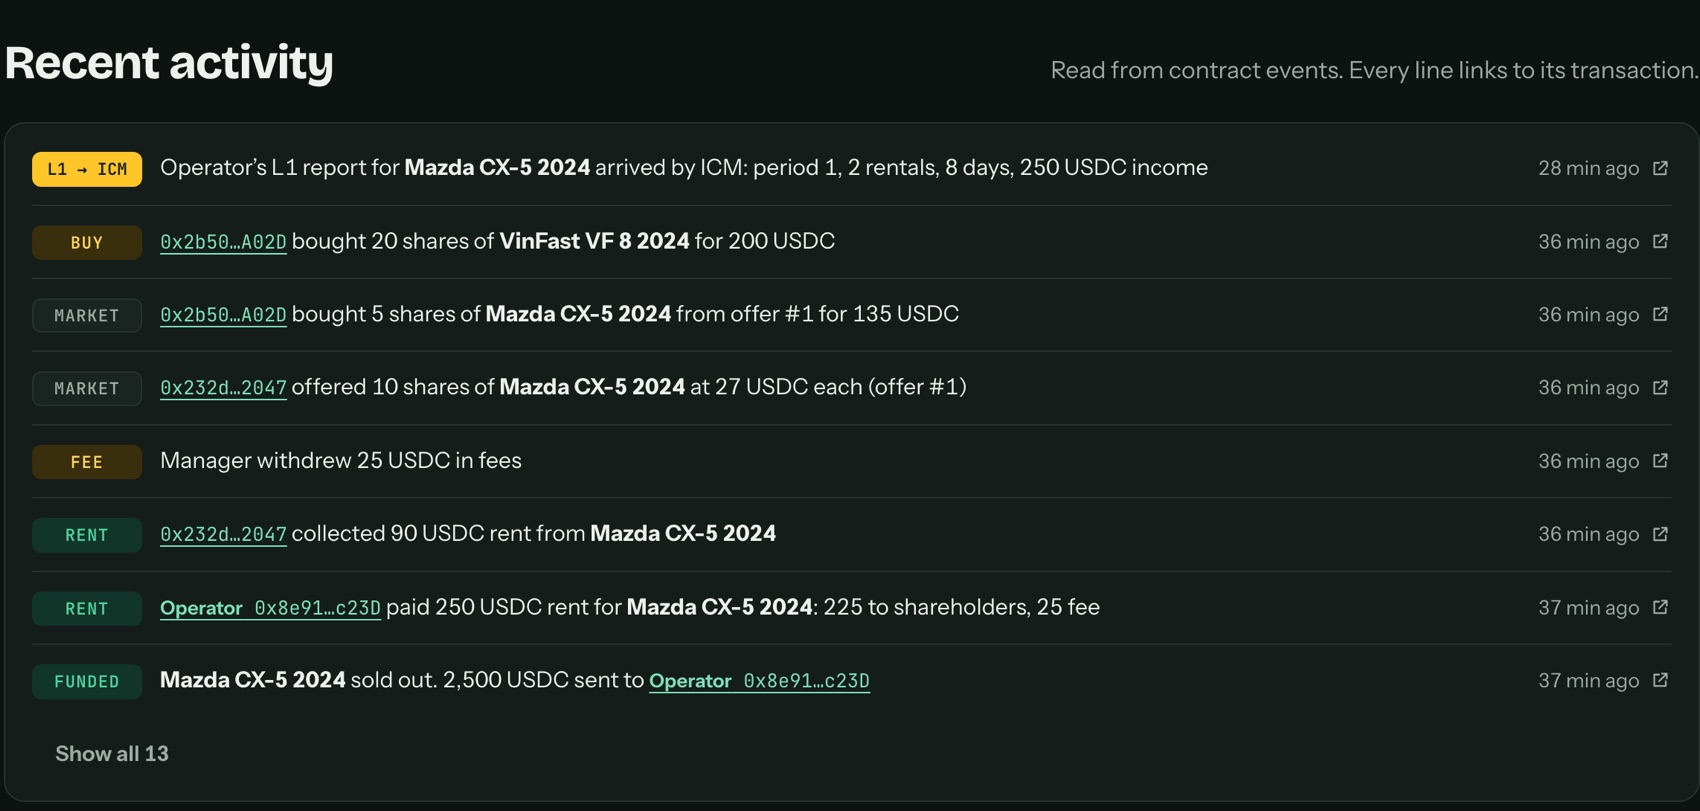 Recent activity
Read from contract events. Every line links to its transaction.
L1 → ICM Operator’s L1 report for Mazda CX-5 2024 arrived by ICM: period 1, 2 rentals, 8 days, 250 USDC income 28 min ago
BUY 0x2b50…A02D bought 20 shares of VinFast VF 8 2024 for 200 USDC 36 min ago
MARKET 0x2b50…A02D bought 5 shares of Mazda CX-5 2024 from offer #1 for 135 USDC 36 min ago
MARKET 0x232d…2047 offered 10 shares of Mazda CX-5 2024 at 27 USDC each (offer #1) 36 min ago
FEE Manager withdrew 25 USDC in fees 36 min ago
RENT 0x232d…2047 collected 90 USDC rent from Mazda CX-5 2024 36 min ago
RENT Operator 0x8e91…c23D paid 250 USDC rent for Mazda CX-5 2024: 225 to shareholders, 25 fee 37 min ago
FUNDED Mazda CX-5 2024 sold out. 2,500 USDC sent to Operator 0x8e91…c23D 37 min ago
Show all 13